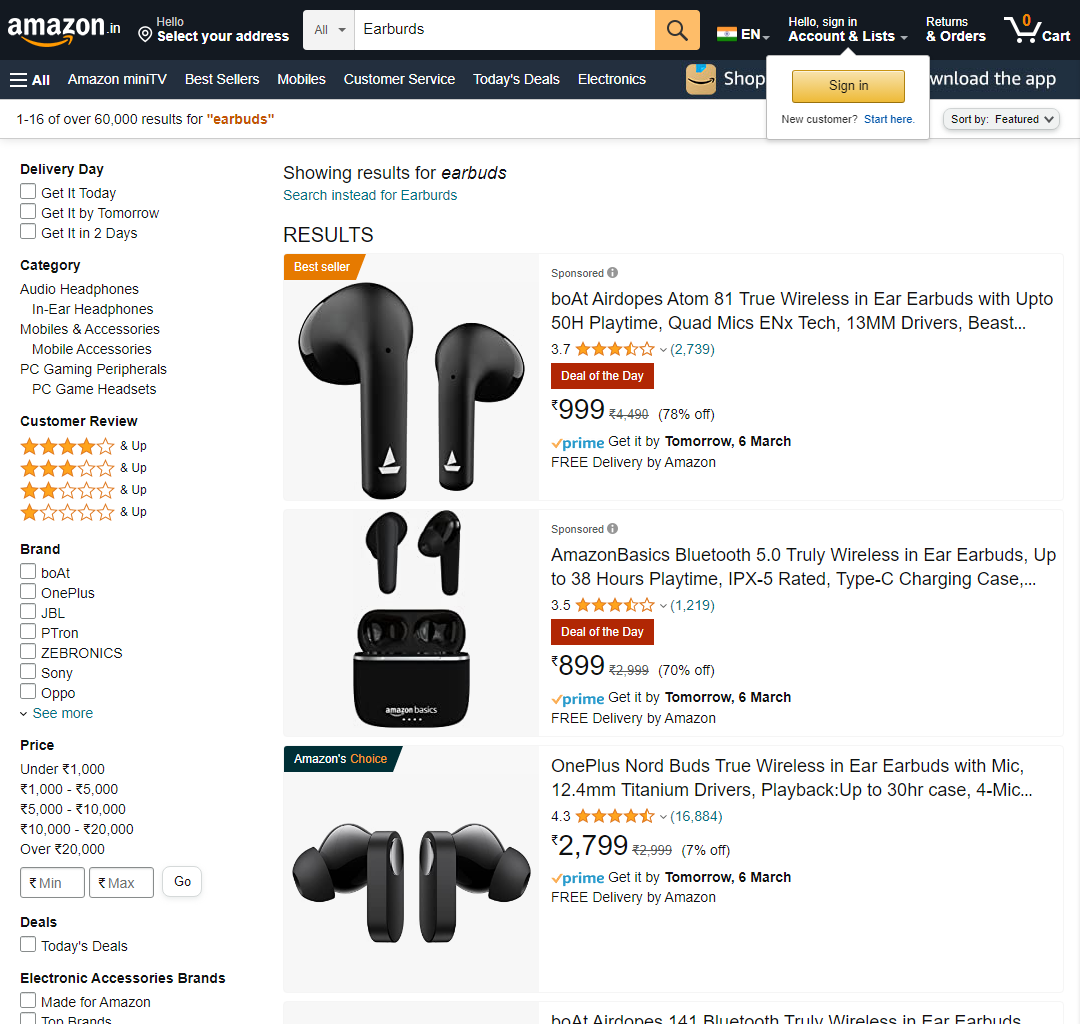 amazon.in
Hello
Select your address
All
Earburds
EN
Hello, sign in
Account & Lists
Returns
& Orders
0
Cart
All
Amazon miniTV
Best Sellers
Mobiles
Customer Service
Today's Deals
Electronics
Shop
wnload the app
Sign in
New customer? Start here.
1-16 of over 60,000 results for "earbuds"
Sort by: Featured
Delivery Day
Get It Today
Get It by Tomorrow
Get It in 2 Days
Category
Audio Headphones
In-Ear Headphones
Mobiles & Accessories
Mobile Accessories
PC Gaming Peripherals
PC Game Headsets
Customer Review
& Up
& Up
& Up
& Up
Brand
boAt
OnePlus
JBL
PTron
ZEBRONICS
Sony
Oppo
See more
Price
Under ₹1,000
₹1,000 - ₹5,000
₹5,000 - ₹10,000
₹10,000 - ₹20,000
Over ₹20,000
₹ Min
₹ Max
Go
Deals
Today's Deals
Electronic Accessories Brands
Made for Amazon
Top Brands
Showing results for earbuds
Search instead for Earburds
RESULTS
Best seller
Sponsored
boAt Airdopes Atom 81 True Wireless in Ear Earbuds with Upto
50H Playtime, Quad Mics ENx Tech, 13MM Drivers, Beast...
3.7 (2,739)
Deal of the Day
₹999 ₹4,490 (78% off)
prime Get it by Tomorrow, 6 March
FREE Delivery by Amazon
amazon basics
Sponsored
AmazonBasics Bluetooth 5.0 Truly Wireless in Ear Earbuds, Up
to 38 Hours Playtime, IPX-5 Rated, Type-C Charging Case,...
3.5 (1,219)
Deal of the Day
₹899 ₹2,999 (70% off)
prime Get it by Tomorrow, 6 March
FREE Delivery by Amazon
Amazon's Choice
OnePlus Nord Buds True Wireless in Ear Earbuds with Mic,
12.4mm Titanium Drivers, Playback:Up to 30hr case, 4-Mic...
4.3 (16,884)
₹2,799 ₹2,999 (7% off)
prime Get it by Tomorrow, 6 March
FREE Delivery by Amazon
boAt Airdopes 141 Bluetooth Truly Wireless in Ear Earbuds